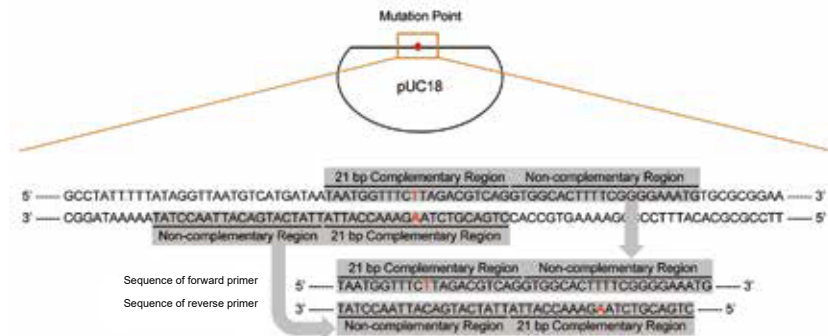 Mutation Point
pUC18
21 bp Complementary Region Non-complementary Region
5' GCCTATTTTTATAGGTTAATGTCATGATAATAATGGTTTCTTAGACGTCAGGTGGCACTTTTCGGGGAAATGTGCGCGGAA 3'
3' CGGATAAAAATATCCAATTACAGTACTATTATTACCAAAGAATCTGCAGTCCACCGTGAAAAG CCCTTTACACGCGCCTT 5'
Non-complementary Region 21 bp Complementary Region
21 bp Complementary Region Non-complementary Region
Sequence of forward primer 5' TAATGGTTTCTTAGACGTCAGGTGGCACTTTTCGGGGAAATG 3'
Sequence of reverse primer 3' TATCCAATTACAGTACTATTATTACCAAAGAATCTGCAGTC 5'
Non-complementary Region 21 bp Complementary Region